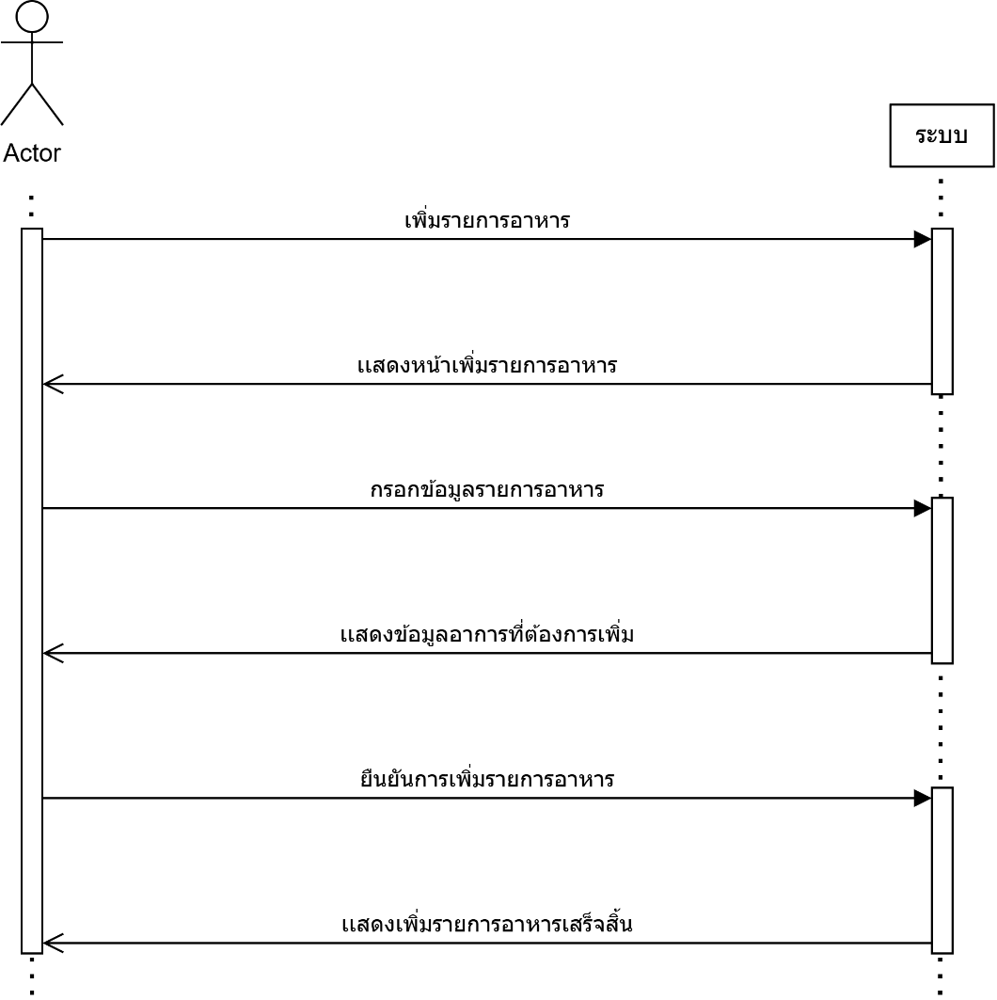 Actor
ระบบ
เพิ่มรายการอาหาร
แสดงหน้าเพิ่มรายการอาหาร
กรอกข้อมูลรายการอาหาร
แสดงข้อมูลอาการที่ต้องการเพิ่ม
ยืนยันการเพิ่มรายการอาหาร
แสดงเพิ่มรายการอาหารเสร็จสิ้น